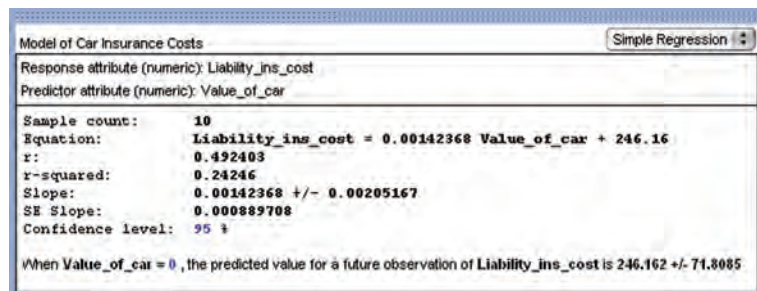 Model of Car Insurance Costs Simple Regression
Response attribute (numeric): Liability_ins_cost
Predictor attribute (numeric): Value_of_car
Sample count: 10
Equation: Liability_ins_cost = 0.00142368 Value_of_car + 246.16
r: 0.492403
r-squared: 0.24246
Slope: 0.00142368 +/- 0.00205167
SE Slope: 0.000889708
Confidence level: 95 %
When Value_of_car = 0 , the predicted value for a future observation of Liability_ins_cost is 246.162 +/- 71.8085